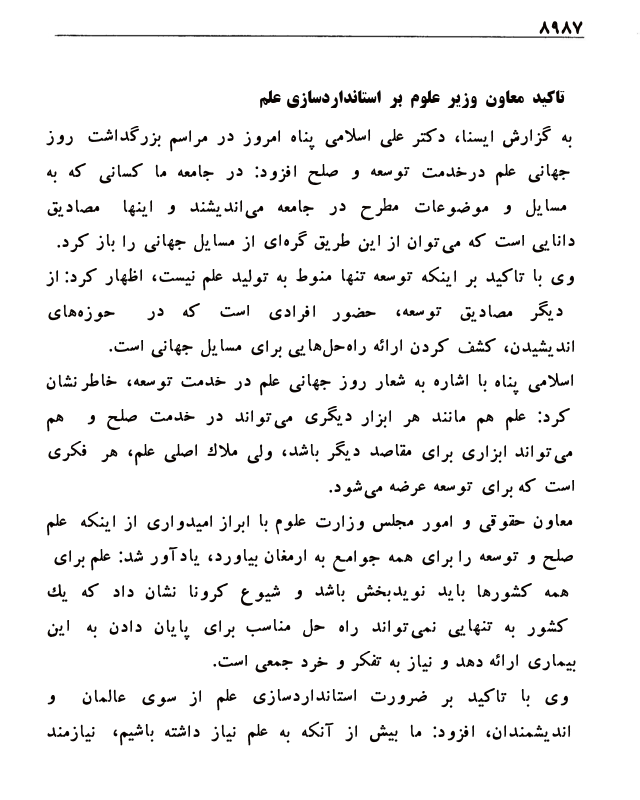 ۸۹۸۷
تاکید معاون وزیر علوم بر استانداردسازی علم
به گزارش ایسنا، دکتر علی اسلامی پناه امروز در مراسم بزرگداشت روز
جهانی علم درخدمت توسعه و صلح افزود: در جامعه ما کسانی که به
مسایل و موضوعات مطرح در جامعه می‌اندیشند و اینها مصادیق
دانایی است که می‌توان از این طریق گره‌ای از مسایل جهانی را باز کرد.
وی با تاکید بر اینکه توسعه تنها منوط به تولید علم نیست، اظهار کرد: از
دیگر مصادیق توسعه، حضور افرادی است که در حوزه‌های
اندیشیدن، کشف کردن ارائه راه‌حل‌هایی برای مسایل جهانی است.
اسلامی پناه با اشاره به شعار روز جهانی علم در خدمت توسعه، خاطرنشان
کرد: علم هم مانند هر ابزار دیگری می‌تواند در خدمت صلح و هم
می‌تواند ابزاری برای مقاصد دیگر باشد، ولی ملاك اصلی علم، هر فکری
است که برای توسعه عرضه می‌شود.
معاون حقوقی و امور مجلس وزارت علوم با ابراز امیدواری از اینکه علم
صلح و توسعه را برای همه جوامع به ارمغان بیاورد، یادآور شد: علم برای
همه کشورها باید نویدبخش باشد و شیوع کرونا نشان داد که يك
کشور به تنهایی نمی‌تواند راه حل مناسب برای پایان دادن به این
بیماری ارائه دهد و نیاز به تفکر و خرد جمعی است.
وی با تاکید بر ضرورت استانداردسازی علم از سوی عالمان و
اندیشمندان، افزود: ما بیش از آنکه به علم نیاز داشته باشیم، نیازمند